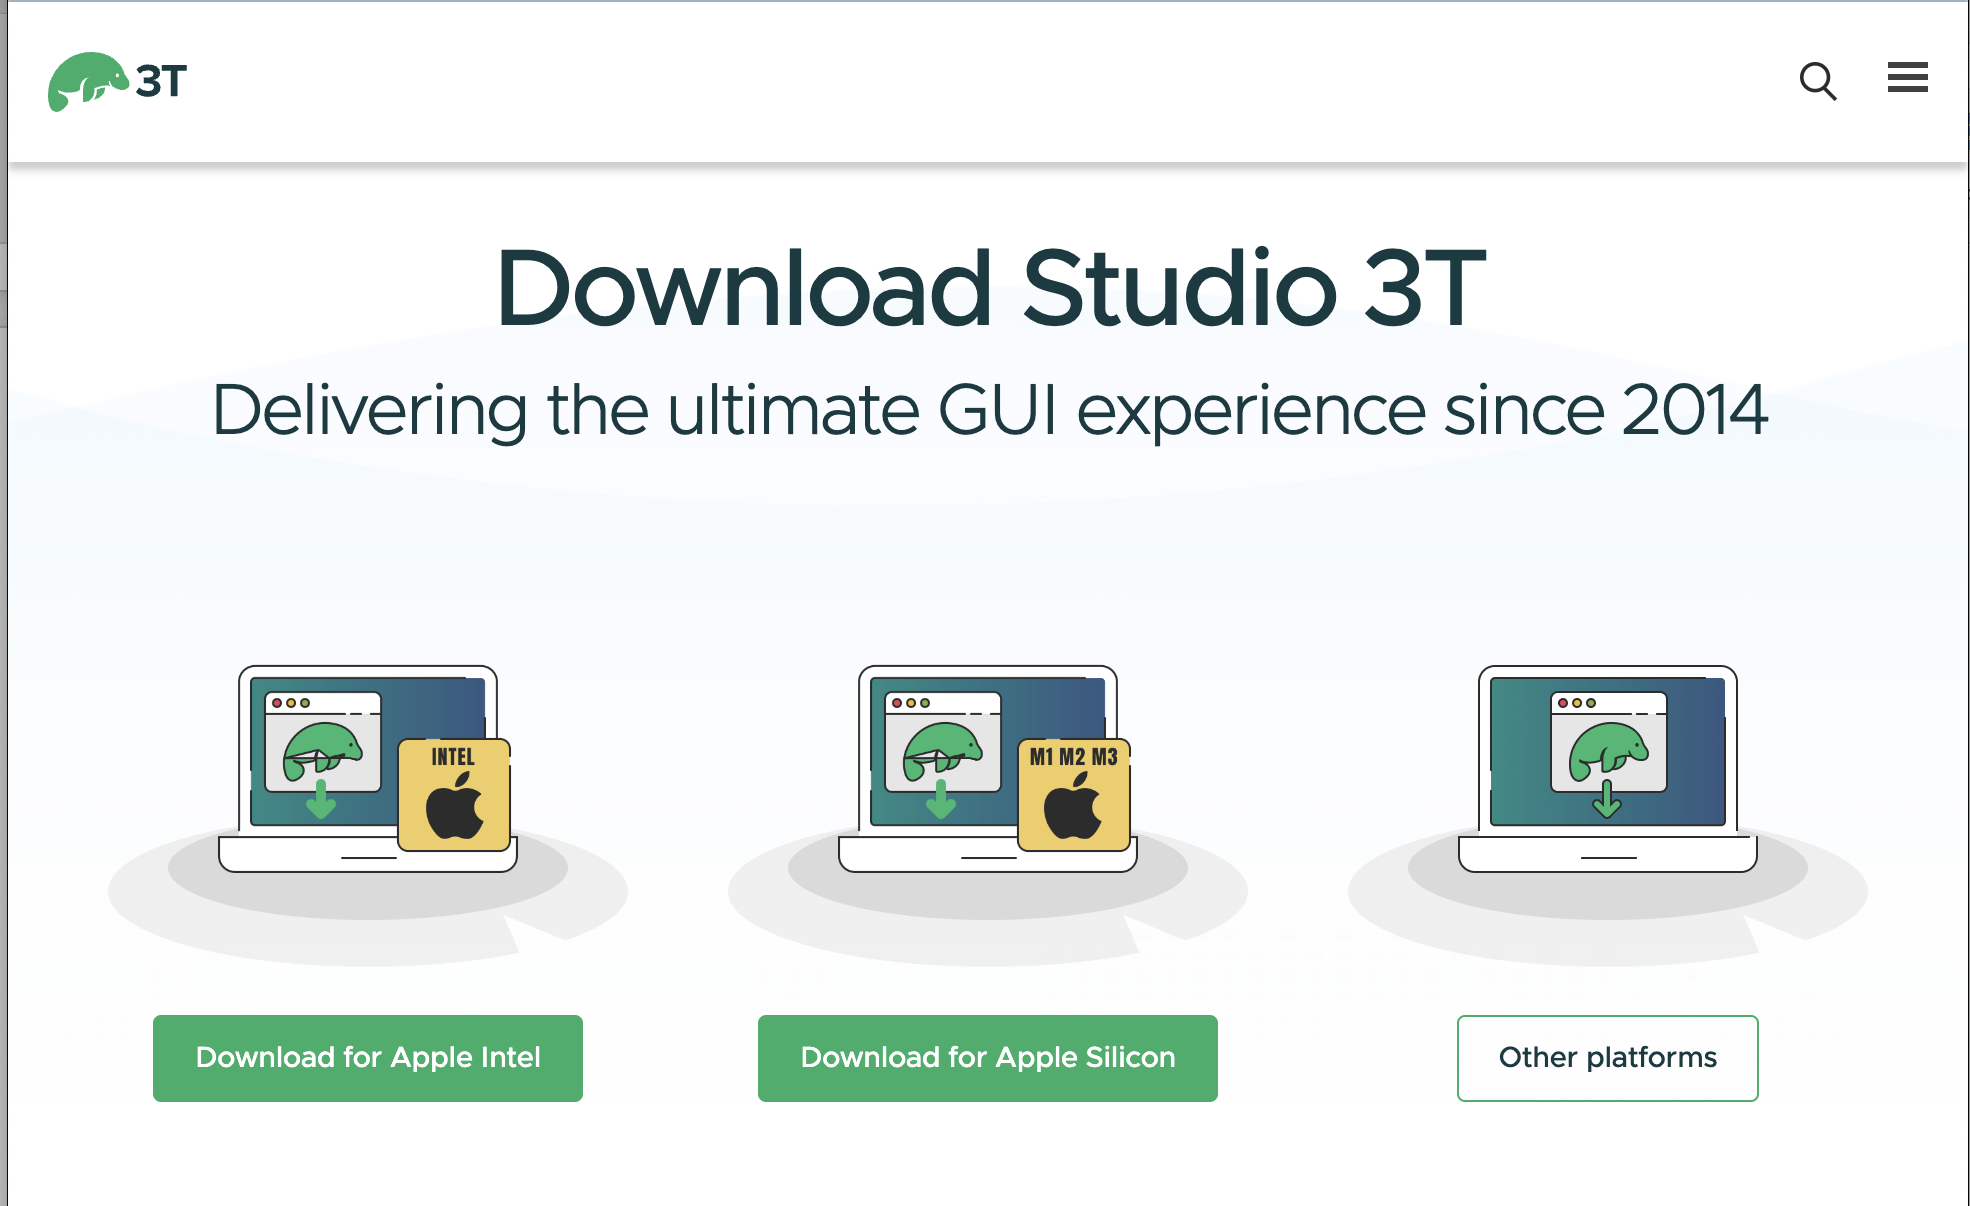 3T
Download Studio 3T
Delivering the ultimate GUI experience since 2014
INTEL
M1 M2 M3
Download for Apple Intel
Download for Apple Silicon
Other platforms